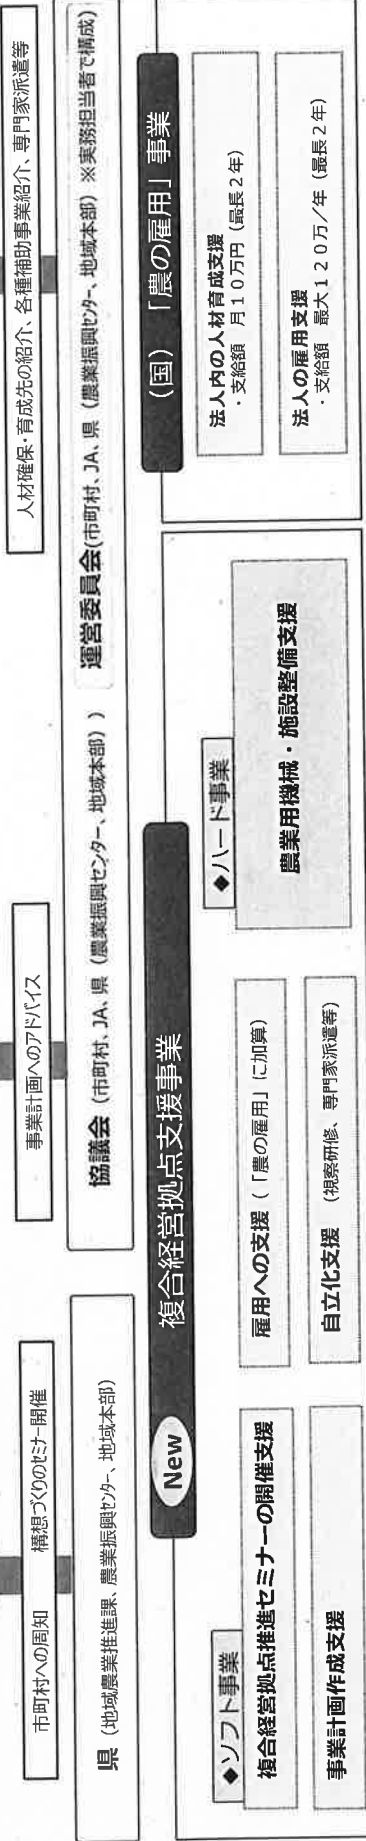 市町村への周知　構想づくりのセミナー開催
事業計画へのアドバイス
人材確保・育成先の紹介、各種補助事業紹介、専門家派遣等
県（地域農業推進課、農業振興センター、地域本部）
協議会（市町村、JA、県（農業振興センター、地域本部））
運営委員会(市町村、JA、県（農業振興センター、地域本部）※実務担当者で構成）
New
複合経営拠点支援事業
◆ソフト事業
複合経営拠点推進セミナーの開催支援
事業計画作成支援
雇用への支援（「農の雇用」に加算）
自立化支援　（視察研修、専門家派遣等）
◆ハード事業
農業用機械・施設整備支援
（国）「農の雇用」事業
法人内の人材育成支援
・支給額　月１０万円（最長２年）
法人の雇用支援
・支給額　最大１２０万／年（最長２年）